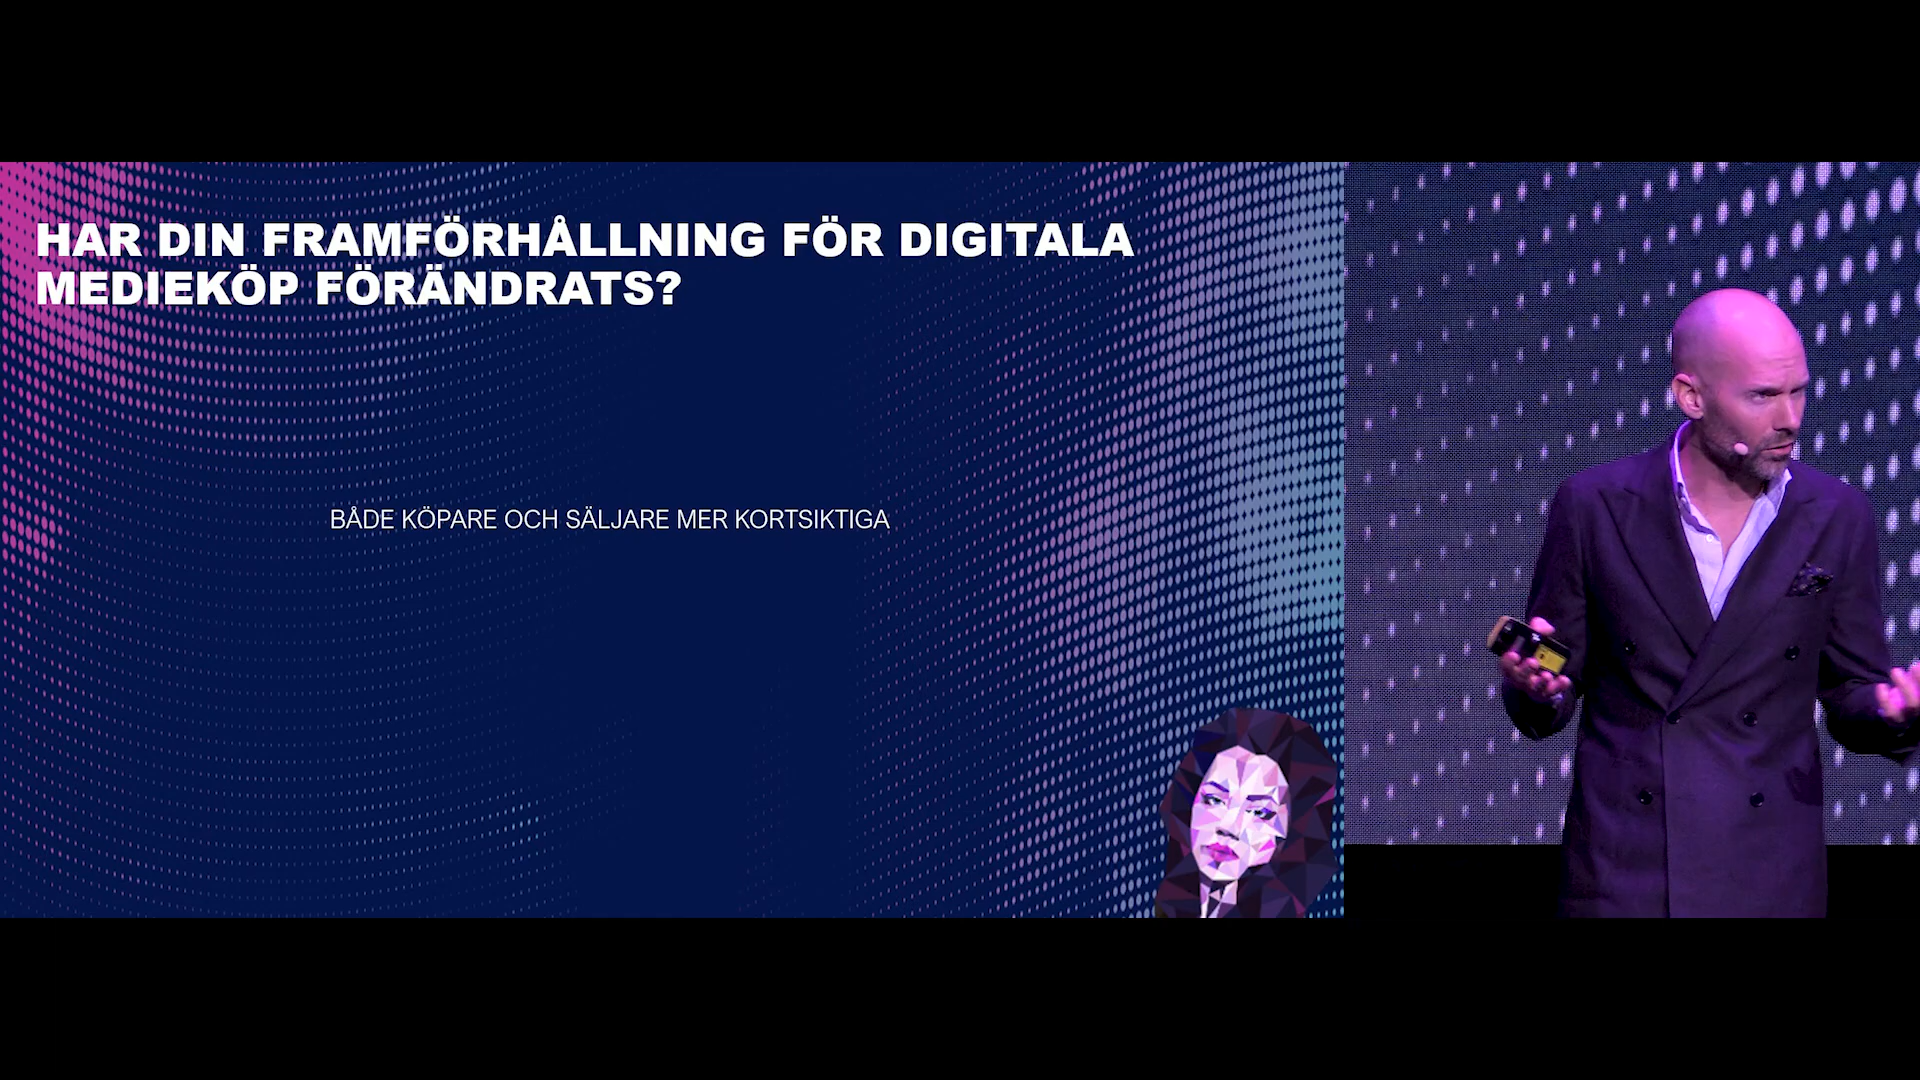 HAR DIN FRAMFÖRHÅLLNING FÖR DIGITALA
MEDIEKÖP FÖRÄNDRATS?
BÅDE KÖPARE OCH SÄLJARE MER KORTSIKTIGA